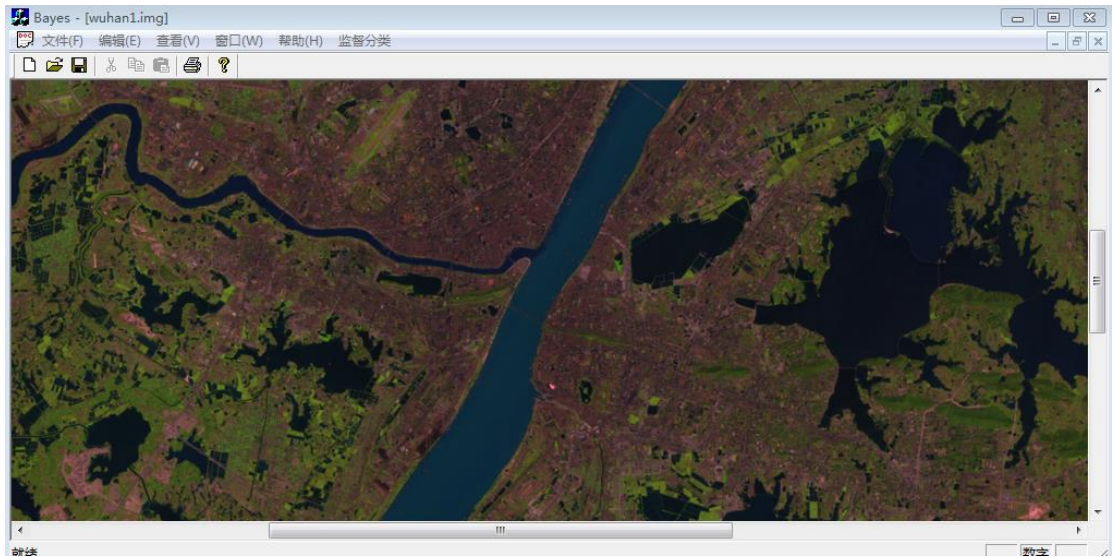 Bayes - [wuhan1.img]
文件(F) 编辑(E) 查看(V) 窗口(W) 帮助(H) 监督分类
就绪 数字